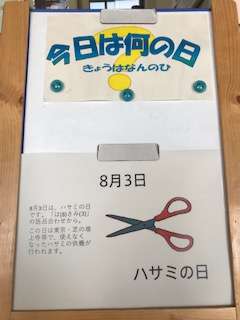 今日は何の日
きょうはなんのひ
8月3日
8月3日は、ハサミの日
です。「は(8)さみ(3)」
の語呂合わせから。
この日は東京・芝の増
上寺等で、使えなく
なったハサミの供養が
行われます。
ハサミの日